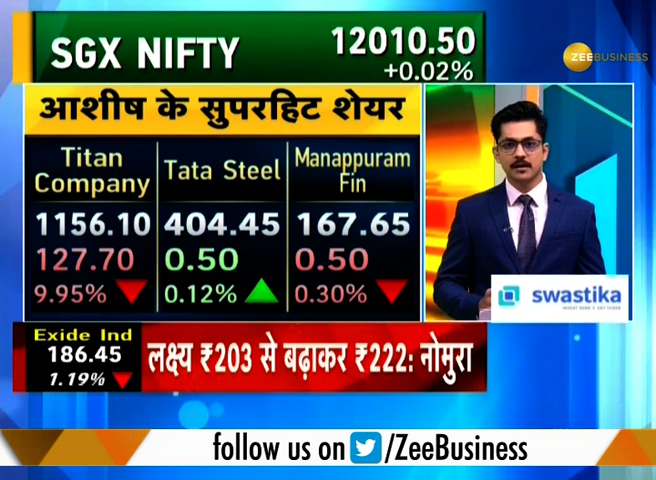 SGX NIFTY
12010.50
+0.02%
ZEEBUSINESS
आशीष के सुपरहिट शेयर
Titan Company
Tata Steel
Manappuram Fin
1156.10
404.45
167.65
127.70
0.50
0.50
9.95%
0.12%
0.30%
swastika
Exide Ind
186.45
1.19%
लक्ष्य ₹203 से बढ़ाकर ₹222: नोमुरा
follow us on /ZeeBusiness